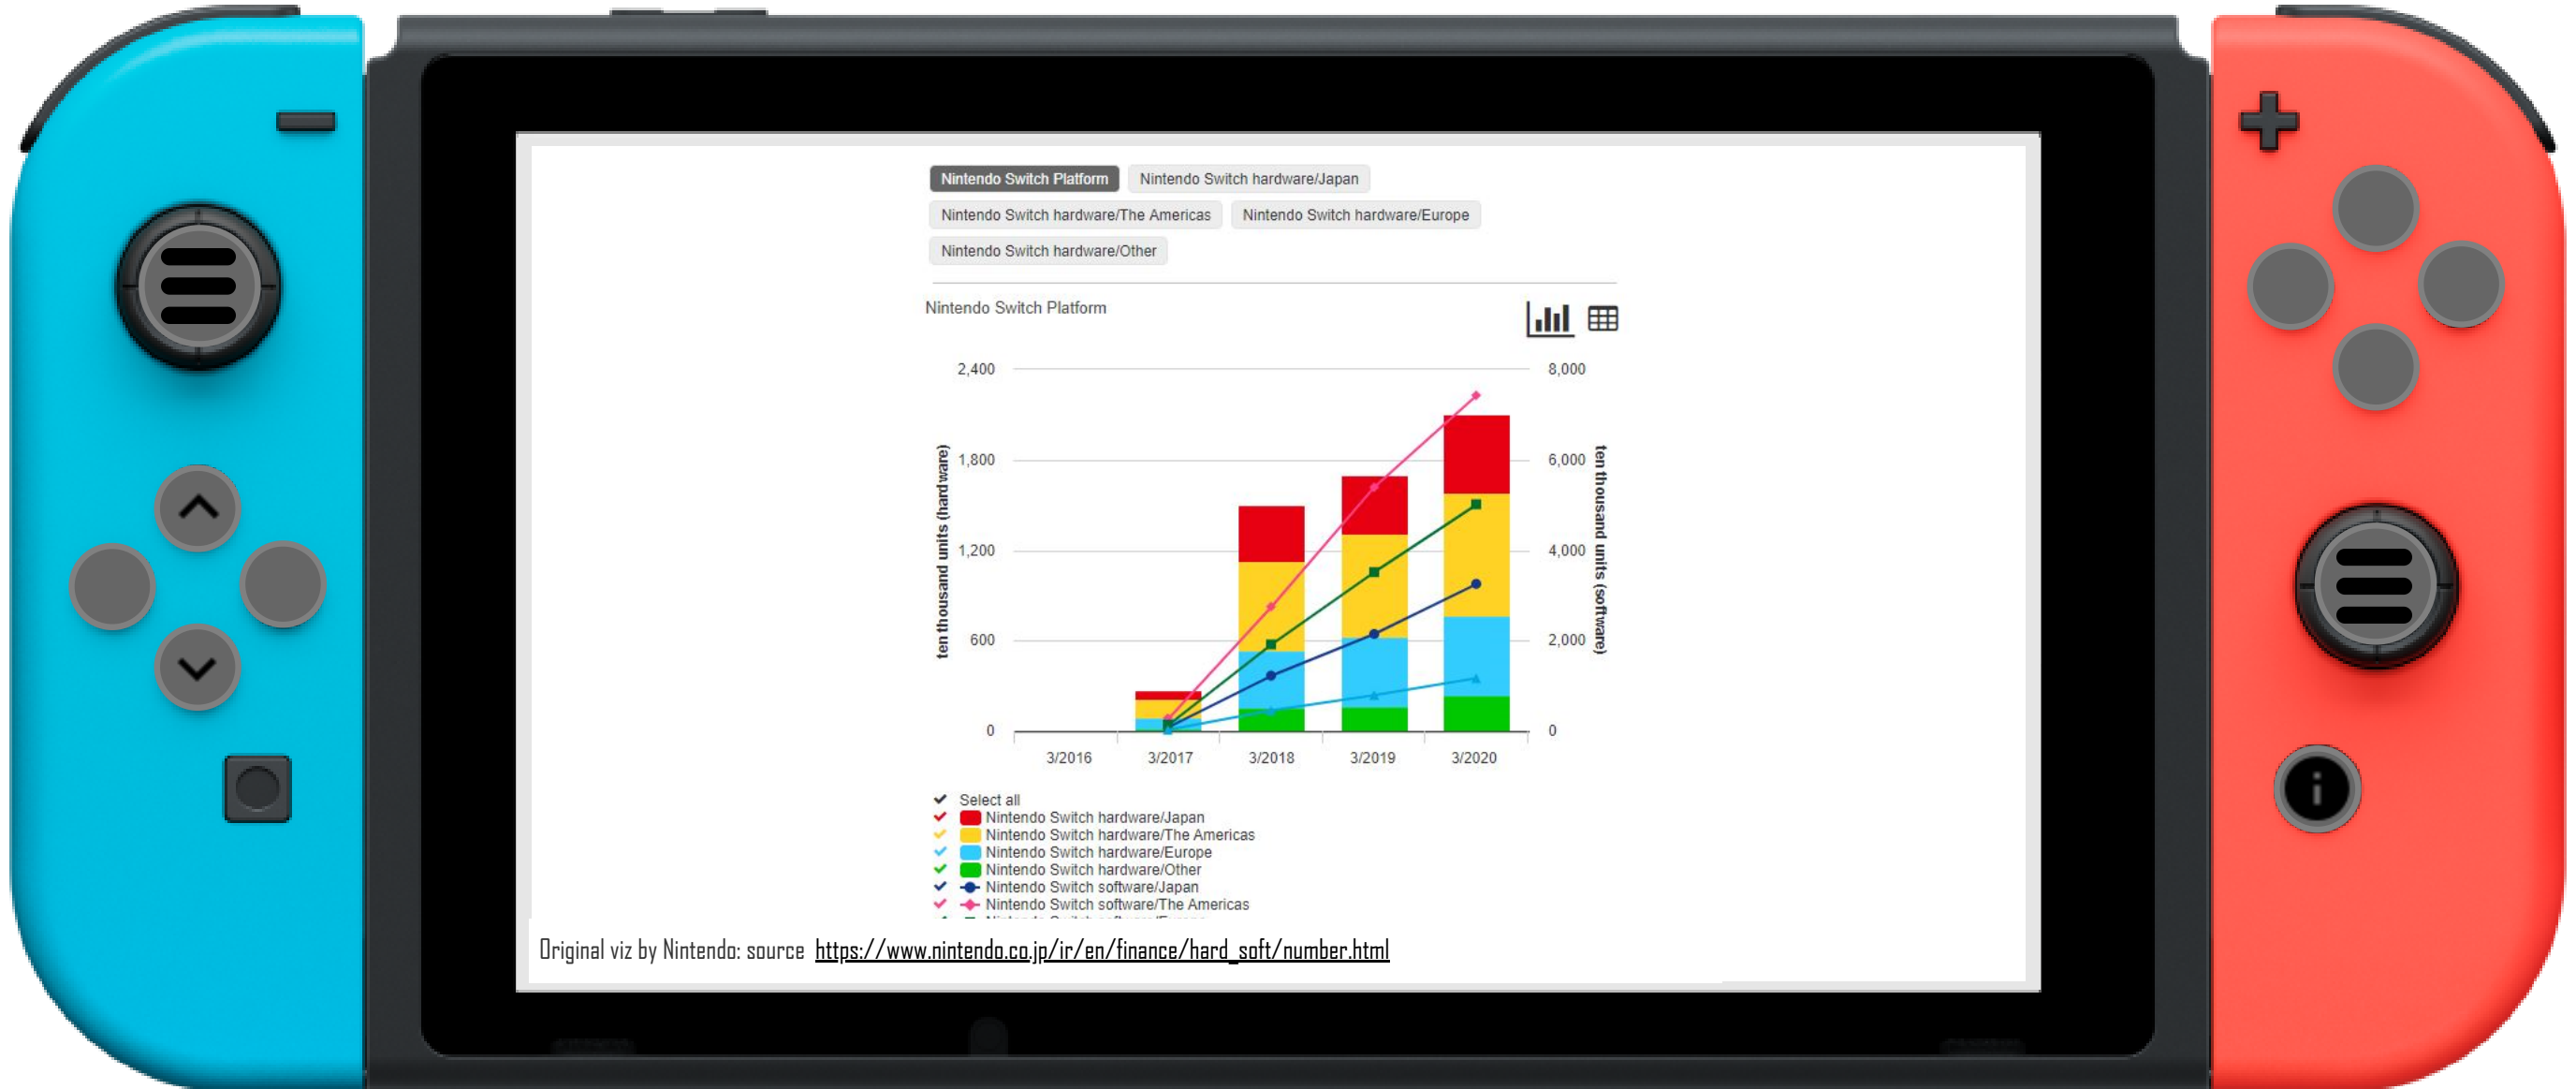 Nintendo Switch Platform Nintendo Switch hardware/Japan
Nintendo Switch hardware/The Americas Nintendo Switch hardware/Europe
Nintendo Switch hardware/Other
Nintendo Switch Platform
2,400 8,000
1,800 6,000
1,200 4,000
600 2,000
0 0
ten thousand units (hardware)
ten thousand units (software)
3/2016 3/2017 3/2018 3/2019 3/2020
Select all
Nintendo Switch hardware/Japan
Nintendo Switch hardware/The Americas
Nintendo Switch hardware/Europe
Nintendo Switch hardware/Other
Nintendo Switch software/Japan
Nintendo Switch software/The Americas
Original viz by Nintendo: source https://www.nintendo.co.jp/ir/en/finance/hard_soft/number.html
i